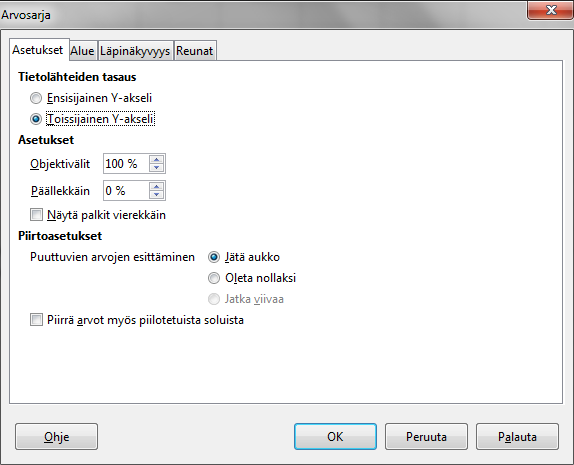 Arvosarja
Asetukset Alue Läpinäkyvyys Reunat
Tietolähteiden tasaus
Ensisijainen Y-akseli
Toissijainen Y-akseli
Asetukset
Objektivälit 100 %
Päällekkäin 0 %
Näytä palkit vierekkäin
Piirtoasetukset
Puuttuvien arvojen esittäminen Jätä aukko
Oleta nollaksi
Jatka viivaa
Piirrä arvot myös piilotetuista soluista
Ohje OK Peruuta Palauta